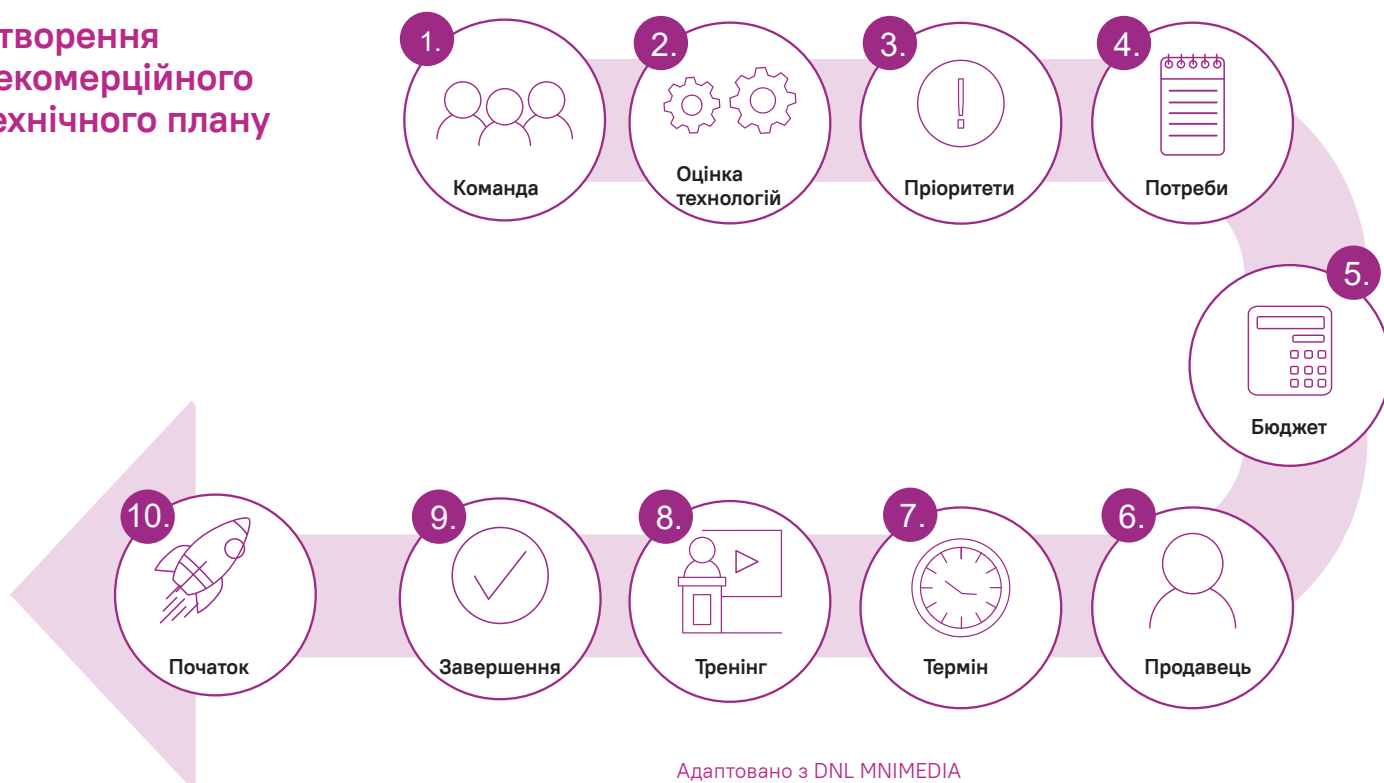 творення
екомерційного
ехнічного плану
1.
Команда
2.
Оцінка
технологій
3.
Пріоритети
4.
Потреби
5.
Бюджет
6.
Продавець
7.
Термін
8.
Тренінг
9.
Завершення
10.
Початок
Адаптовано з DNL MNIMEDIA